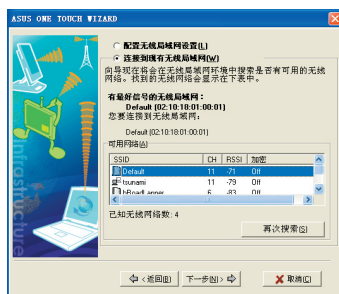 ASUS ONE TOUCH WIZARD
配置无线局域网设置(L)
连接到现有无线局域网(W)
向导现在将会在无线局域网环境中搜索是否有可用的无线
网络。找到的无线网络会显示在下表中。
有最好信号的无线局域网：
Default (02:10:18:01:00:01)
您要连接到无线局域网：
Default (02:10:18:01:00:01)
可用网络(A)
SSID CH RSSI 加密
Default 11 -71 Off
tsunami 11 -79 Off
6 -83 Off
已知无线网络数: 4
再次搜索(S)
<返回(B) 下一步(N)> 取消(C)
Infrastructure